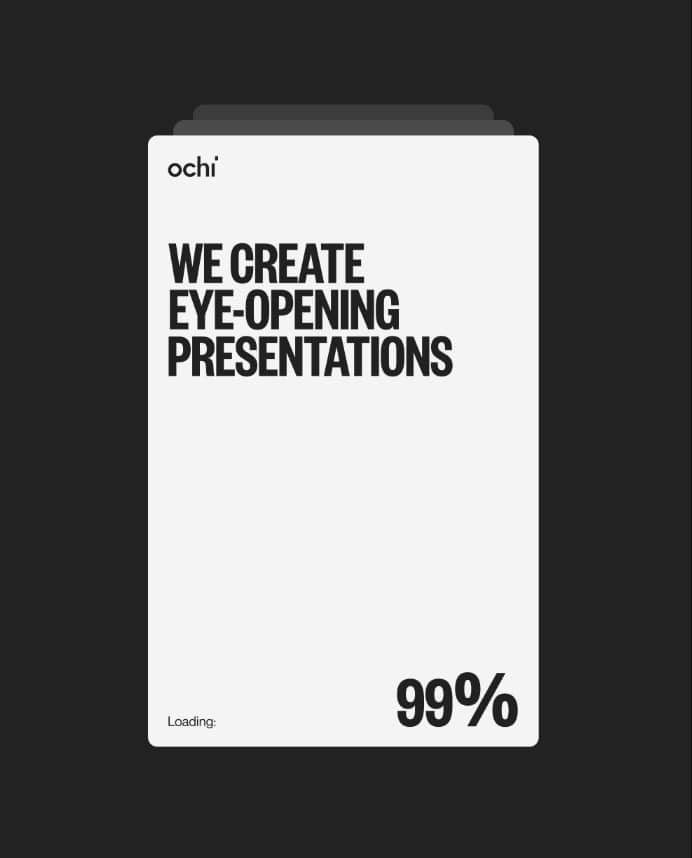 ochi
WE CREATE
EYE-OPENING
PRESENTATIONS
Loading:
99%